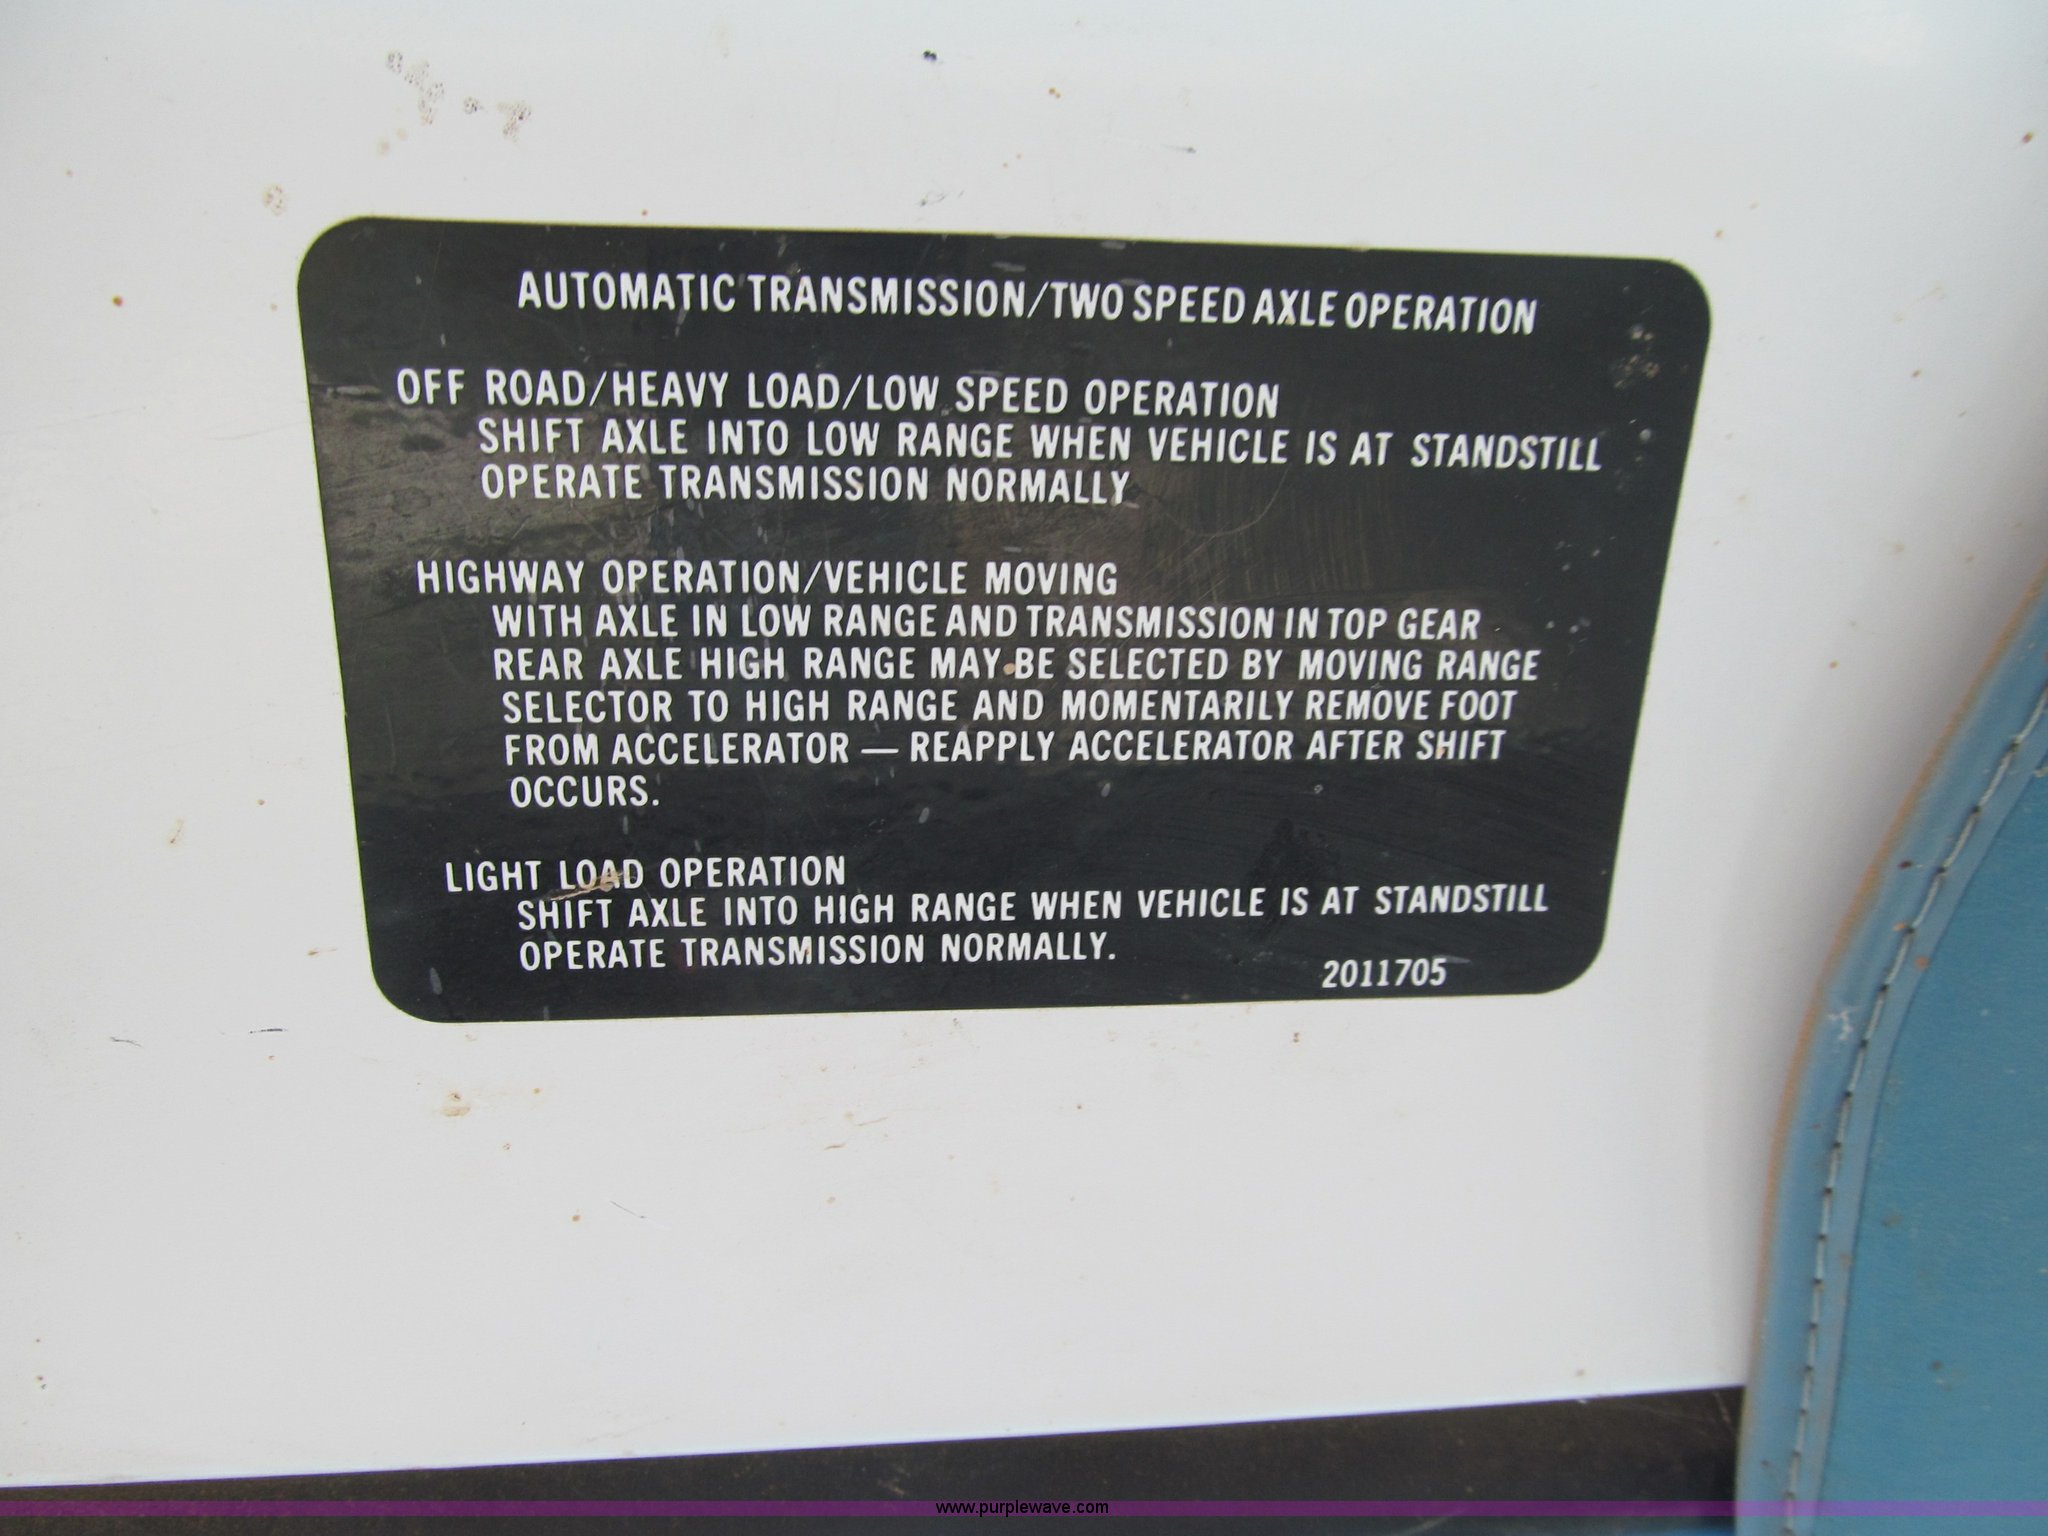 AUTOMATIC TRANSMISSION/TWO SPEED AXLE OPERATION
OFF ROAD/HEAVY LOAD/LOW SPEED OPERATION
SHIFT AXLE INTO LOW RANGE WHEN VEHICLE IS AT STANDSTILL
OPERATE TRANSMISSION NORMALLY
HIGHWAY OPERATION/VEHICLE MOVING
WITH AXLE IN LOW RANGE AND TRANSMISSION IN TOP GEAR
REAR AXLE HIGH RANGE MAY BE SELECTED BY MOVING RANGE
SELECTOR TO HIGH RANGE AND MOMENTARILY REMOVE FOOT
FROM ACCELERATOR — REAPPLY ACCELERATOR AFTER SHIFT
OCCURS.
LIGHT LOAD OPERATION
SHIFT AXLE INTO HIGH RANGE WHEN VEHICLE IS AT STANDSTILL
OPERATE TRANSMISSION NORMALLY.
2011705
www.purplewave.com